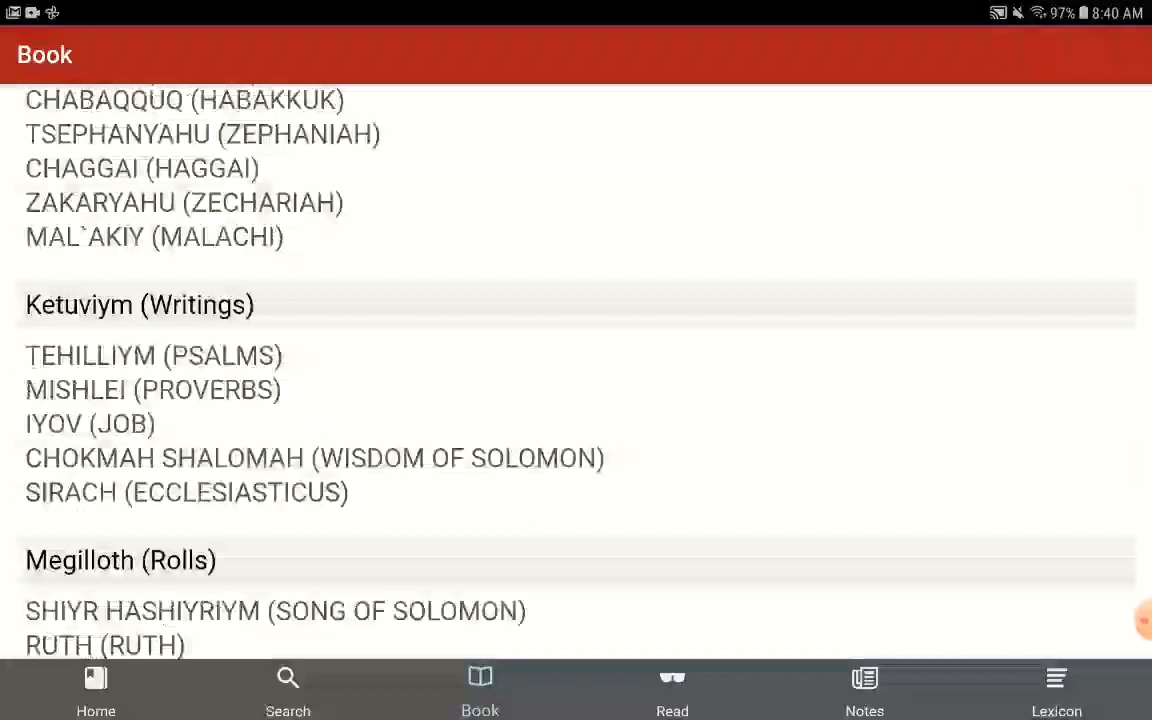 97% 8:40 AM
Book
CHABAQQUQ (HABAKKUK)
TSEPHANYAHU (ZEPHANIAH)
CHAGGAI (HAGGAI)
ZAKARYAHU (ZECHARIAH)
MAL`AKIY (MALACHI)
Ketuviym (Writings)
TEHILLIYM (PSALMS)
MISHLEI (PROVERBS)
IYOV (JOB)
CHOKMAH SHALOMAH (WISDOM OF SOLOMON)
SIRACH (ECCLESIASTICUS)
Megilloth (Rolls)
SHIYR HASHIYRIYM (SONG OF SOLOMON)
RUTH (RUTH)
Home Search Book Read Notes Lexicon